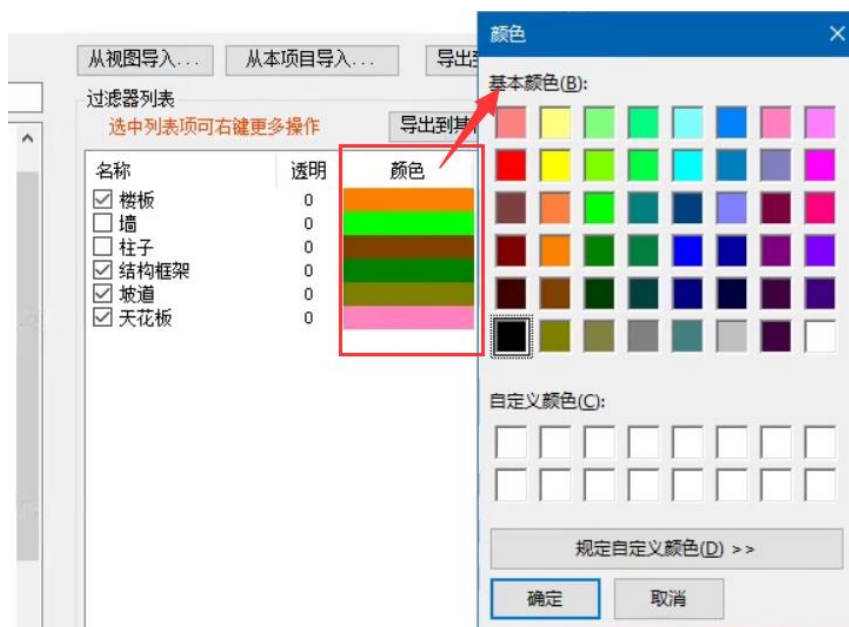 颜色
从视图导入...
从本项目导入...
导出到
过滤器列表
选中列表项可右键更多操作
导出到其
名称 透明 颜色
楼板 0
墙 0
柱子 0
结构框架 0
坡道 0
天花板 0
基本颜色(B):
自定义颜色(C):
规定自定义颜色(D) >>
确定
取消